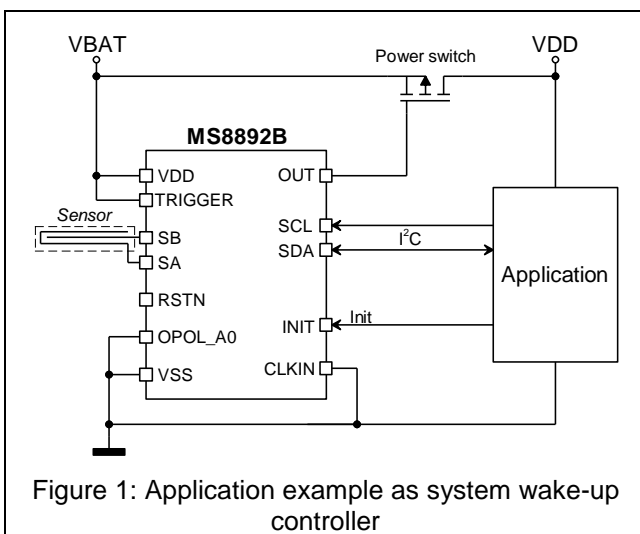 VBAT
VDD
Power switch
MS8892B
VDD
OUT
TRIGGER
Sensor
SCL
SB
I²C
SDA
SA
Application
RSTN
Init
INIT
OPOL_A0
CLKIN
VSS
Figure 1: Application example as system wake-up
controller